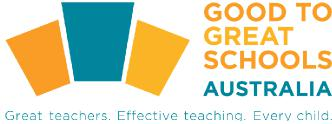 GOOD TO
GREAT
SCHOOLS
AUSTRALIA
Great teachers. Effective teaching. Every child.